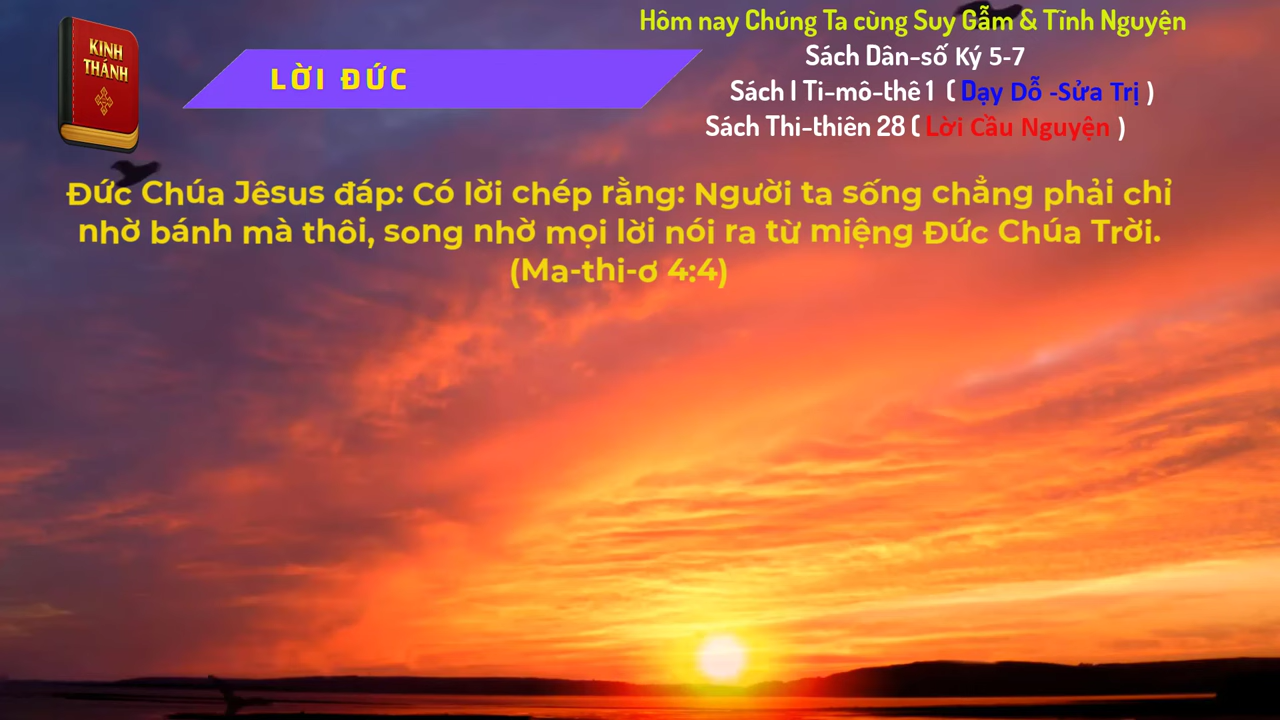 Hôm nay Chúng Ta cùng Suy Gẫm & Tĩnh Nguyện
Sách Dân-số Ký 5-7
Sách I Ti-mô-thê 1 ( Dạy Dỗ -Sửa Trị )
Sách Thi-thiên 28 ( Lời Cầu Nguyện )
KINH
THÁNH
LỜI ĐỨC
Đức Chúa Jêsus đáp: Có lời chép rằng: Người ta sống chẳng phải chỉ
nhờ bánh mà thôi, song nhờ mọi lời nói ra từ miệng Đức Chúa Trời.
(Ma-thi-ơ 4:4)